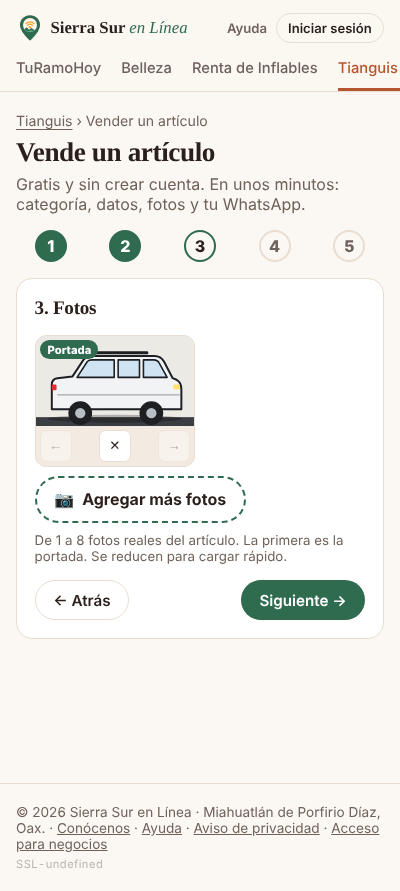 Sierra Sur en Línea
Ayuda
Iniciar sesión
TuRamoHoy
Belleza
Renta de Inflables
Tianguis
Tianguis › Vender un artículo
Vende un artículo
Gratis y sin crear cuenta. En unos minutos:
categoría, datos, fotos y tu WhatsApp.
1
2
3
4
5
3. Fotos
Portada
← ✕ →
📷 Agregar más fotos
De 1 a 8 fotos reales del artículo. La primera es la
portada. Se reducen para cargar rápido.
← Atrás
Siguiente →
© 2026 Sierra Sur en Línea · Miahuatlán de Porfirio Díaz,
Oax. · Conócenos · Ayuda · Aviso de privacidad · Acceso
para negocios
SSL-undefined